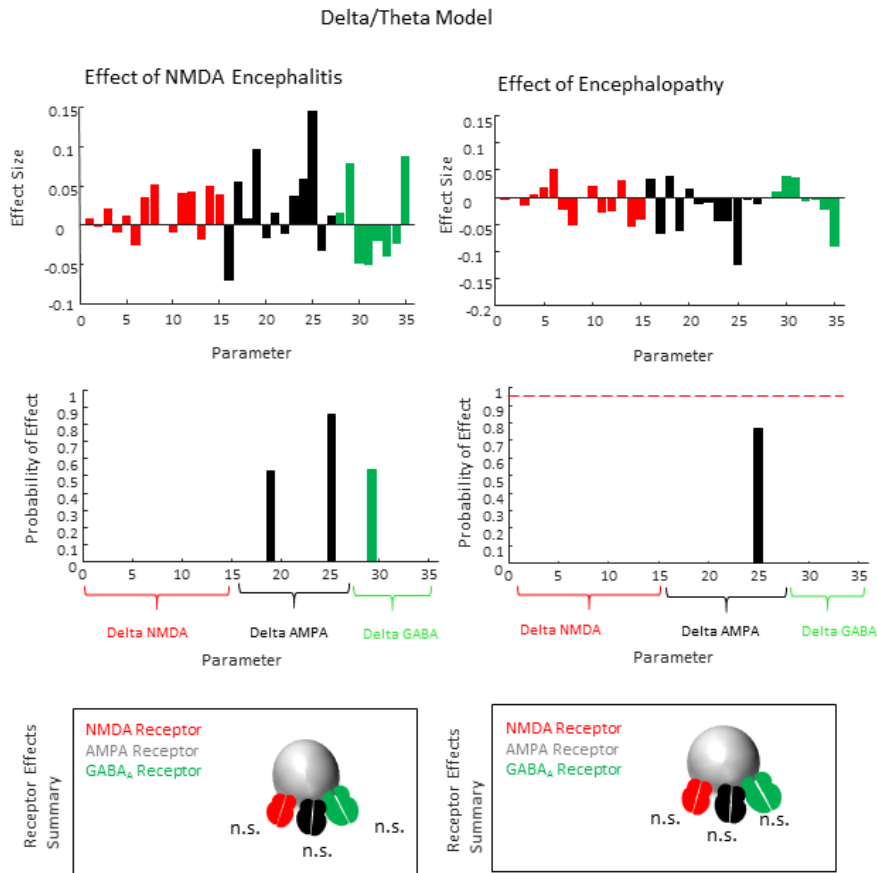 Delta/Theta Model
Effect of NMDA Encephalitis
Effect Size
0.15
0.1
0.05
0
-0.05
-0.1
0 5 10 15 20 25 30 35
Parameter
Effect of Encephalopathy
Effect Size
0.15
0.1
0.05
0
-0.05
-0.1
-0.15
-0.2
0 5 10 15 20 25 30 35
Parameter
Probability of Effect
1
0.9
0.8
0.7
0.6
0.5
0.4
0.3
0.2
0.1
0
0 5 10 15 20 25 30 35
Delta NMDA
Delta AMPA
Delta GABA
Parameter
Probability of Effect
1
0.9
0.8
0.7
0.6
0.5
0.4
0.3
0.2
0.1
0
0 5 10 15 20 25 30 35
Delta NMDA
Delta AMPA
Delta GABA
Parameter
Receptor Effects
Summary
NMDA Receptor
AMPA Receptor
GABAA Receptor
n.s.
n.s.
n.s.
Receptor Effects
Summary
NMDA Receptor
AMPA Receptor
GABAA Receptor
n.s.
n.s.
n.s.